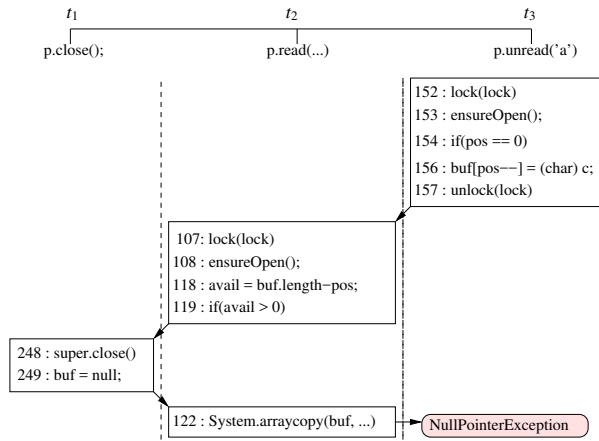 t1 t2 t3
p.close(); p.read(...) p.unread('a')
152 : lock(lock)
153 : ensureOpen();
154 : if(pos == 0)
156 : buf[pos−−] = (char) c;
157 : unlock(lock)
107: lock(lock)
108 : ensureOpen();
118 : avail = buf.length−pos;
119 : if(avail > 0)
248 : super.close()
249 : buf = null;
122 : System.arraycopy(buf, ...)
NullPointerException